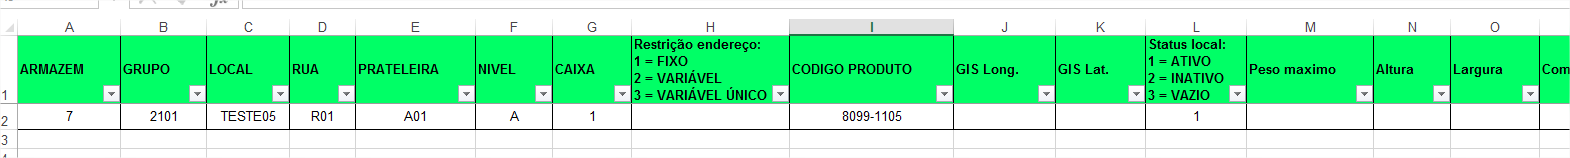 fx
A B C D E F G H I J K L M N O
1 ARMAZEM GRUPO LOCAL RUA PRATELEIRA NIVEL CAIXA
Restrição endereço:
1 = FIXO
2 = VARIÁVEL
3 = VARIÁVEL ÚNICO
CODIGO PRODUTO GIS Long. GIS Lat.
Status local:
1 = ATIVO
2 = INATIVO
3 = VAZIO
Peso maximo Altura Largura Com
2 7 2101 TESTE05 R01 A01 A 1 8099-1105 1
3